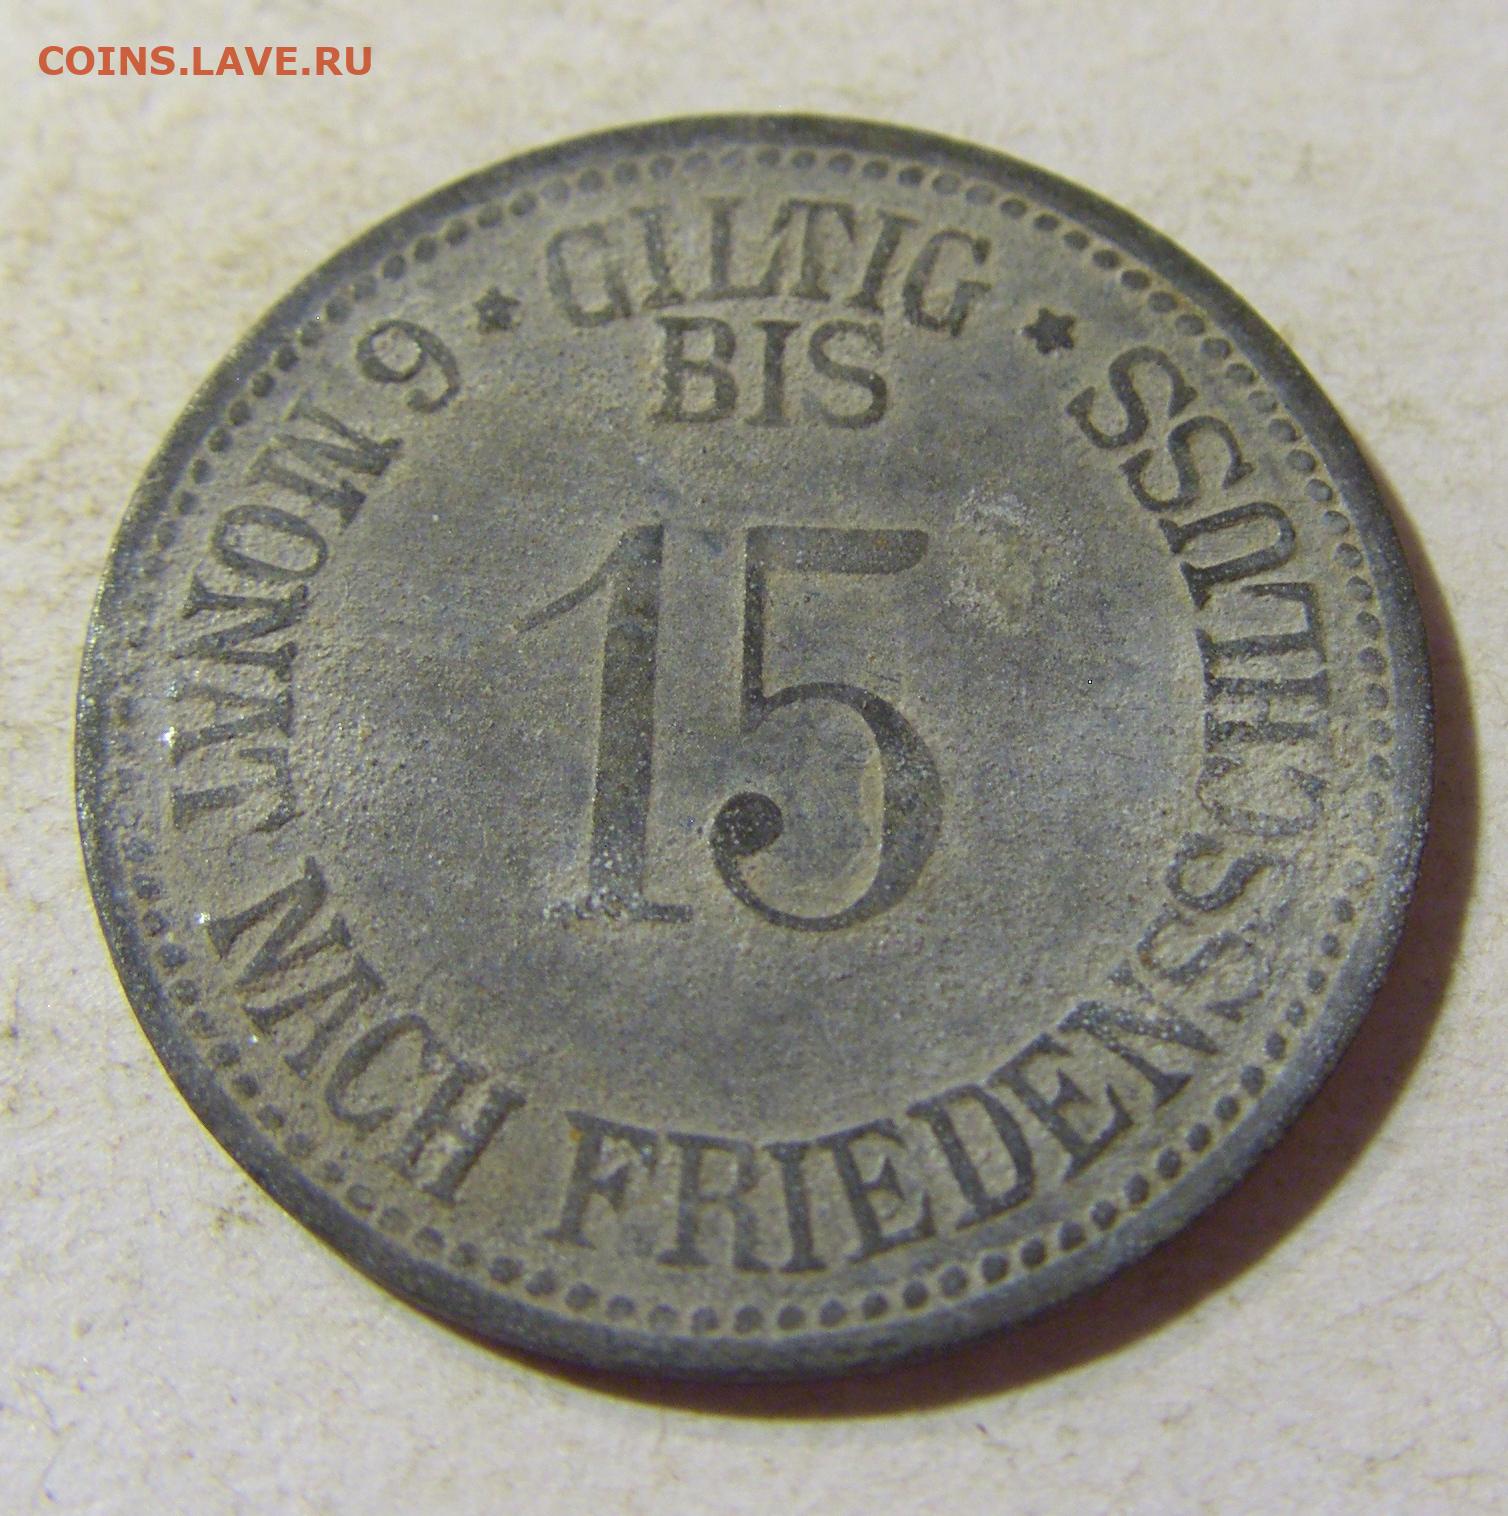 COINS.LAVE.RU
GILTIG
BIS
15
6 MONAT NACH FRIEDENSSCHLUSS